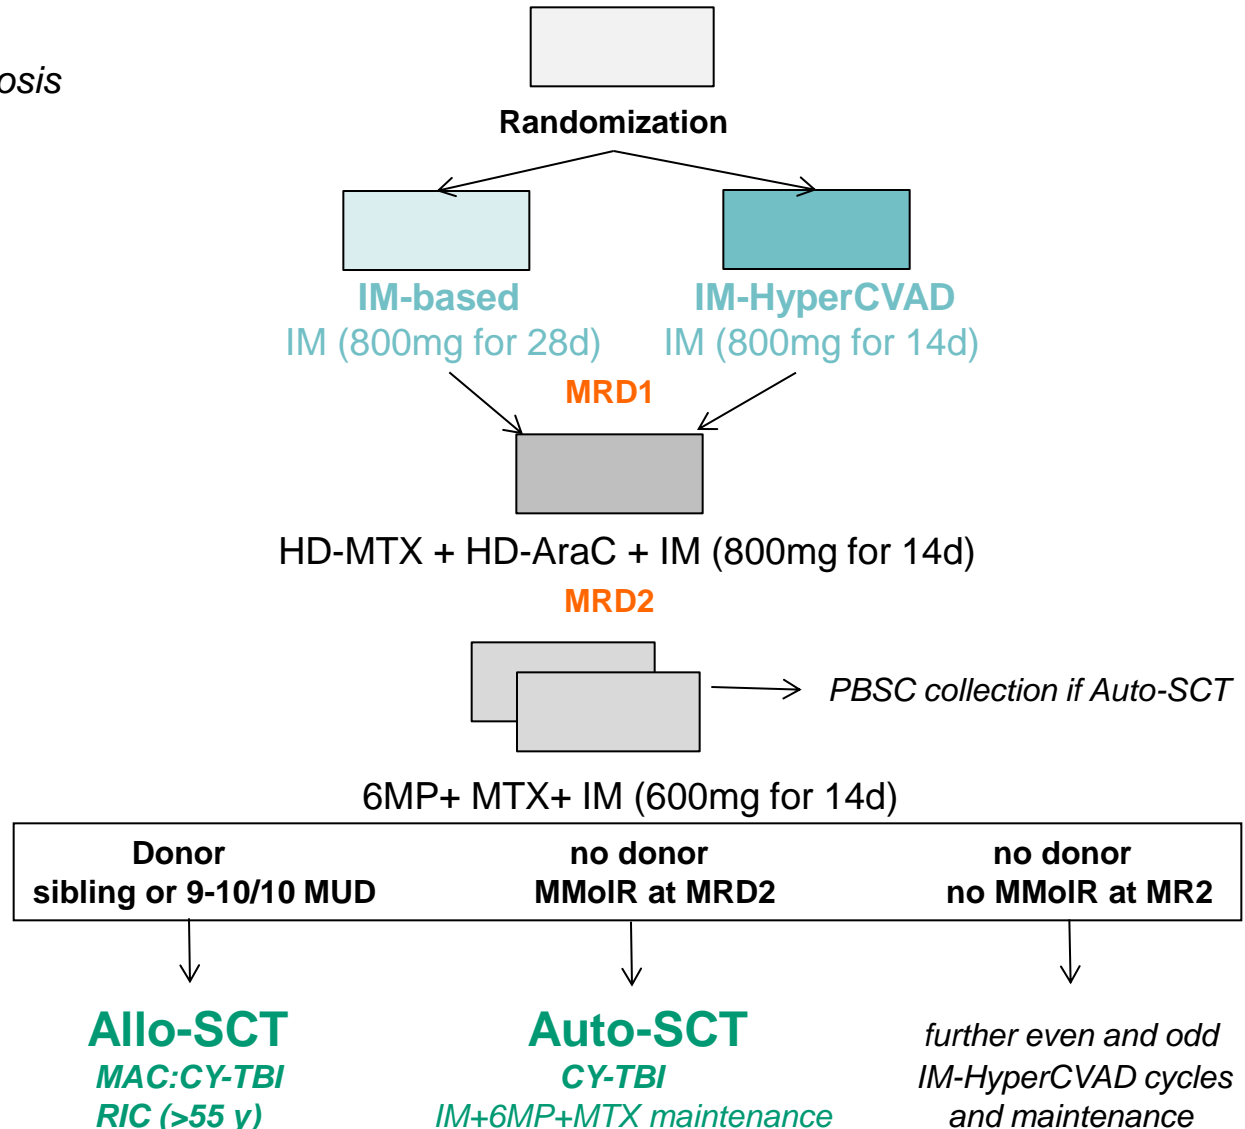 Randomization
IM-based
IM (800mg for 28d)
IM-HyperCVAD
IM (800mg for 14d)
MRD1
HD-MTX + HD-AraC + IM (800mg for 14d)
MRD2
PBSC collection if Auto-SCT
6MP+ MTX+ IM (600mg for 14d)
Donor
sibling or 9-10/10 MUD
no donor
MMolR at MRD2
no donor
no MMolR at MR2
Allo-SCT
MAC:CY-TBI
RIC (>55 y)
Auto-SCT
CY-TBI
IM+6MP+MTX maintenance
further even and odd
IM-HyperCVAD cycles
and maintenance